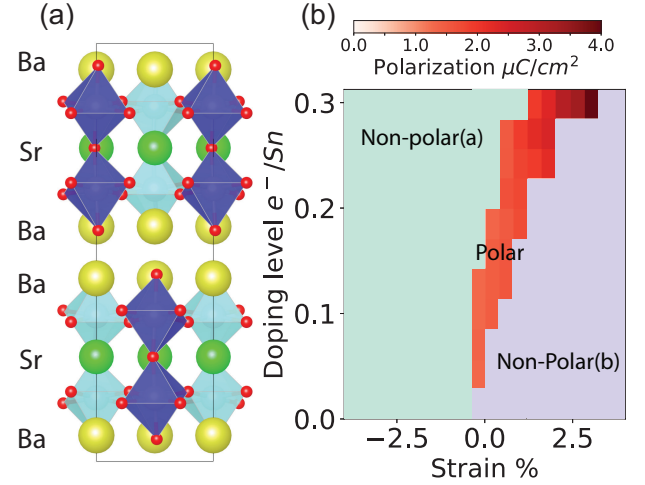 (a)
Ba
Sr
Ba
Ba
Sr
Ba
(b)
0.0 1.0 2.0 3.0 4.0
Polarization μC/cm²
Doping level e⁻/Sn
0.3
0.2
0.1
0.0
Non-polar(a)
Polar
Non-Polar(b)
−2.5 0.0 2.5
Strain %